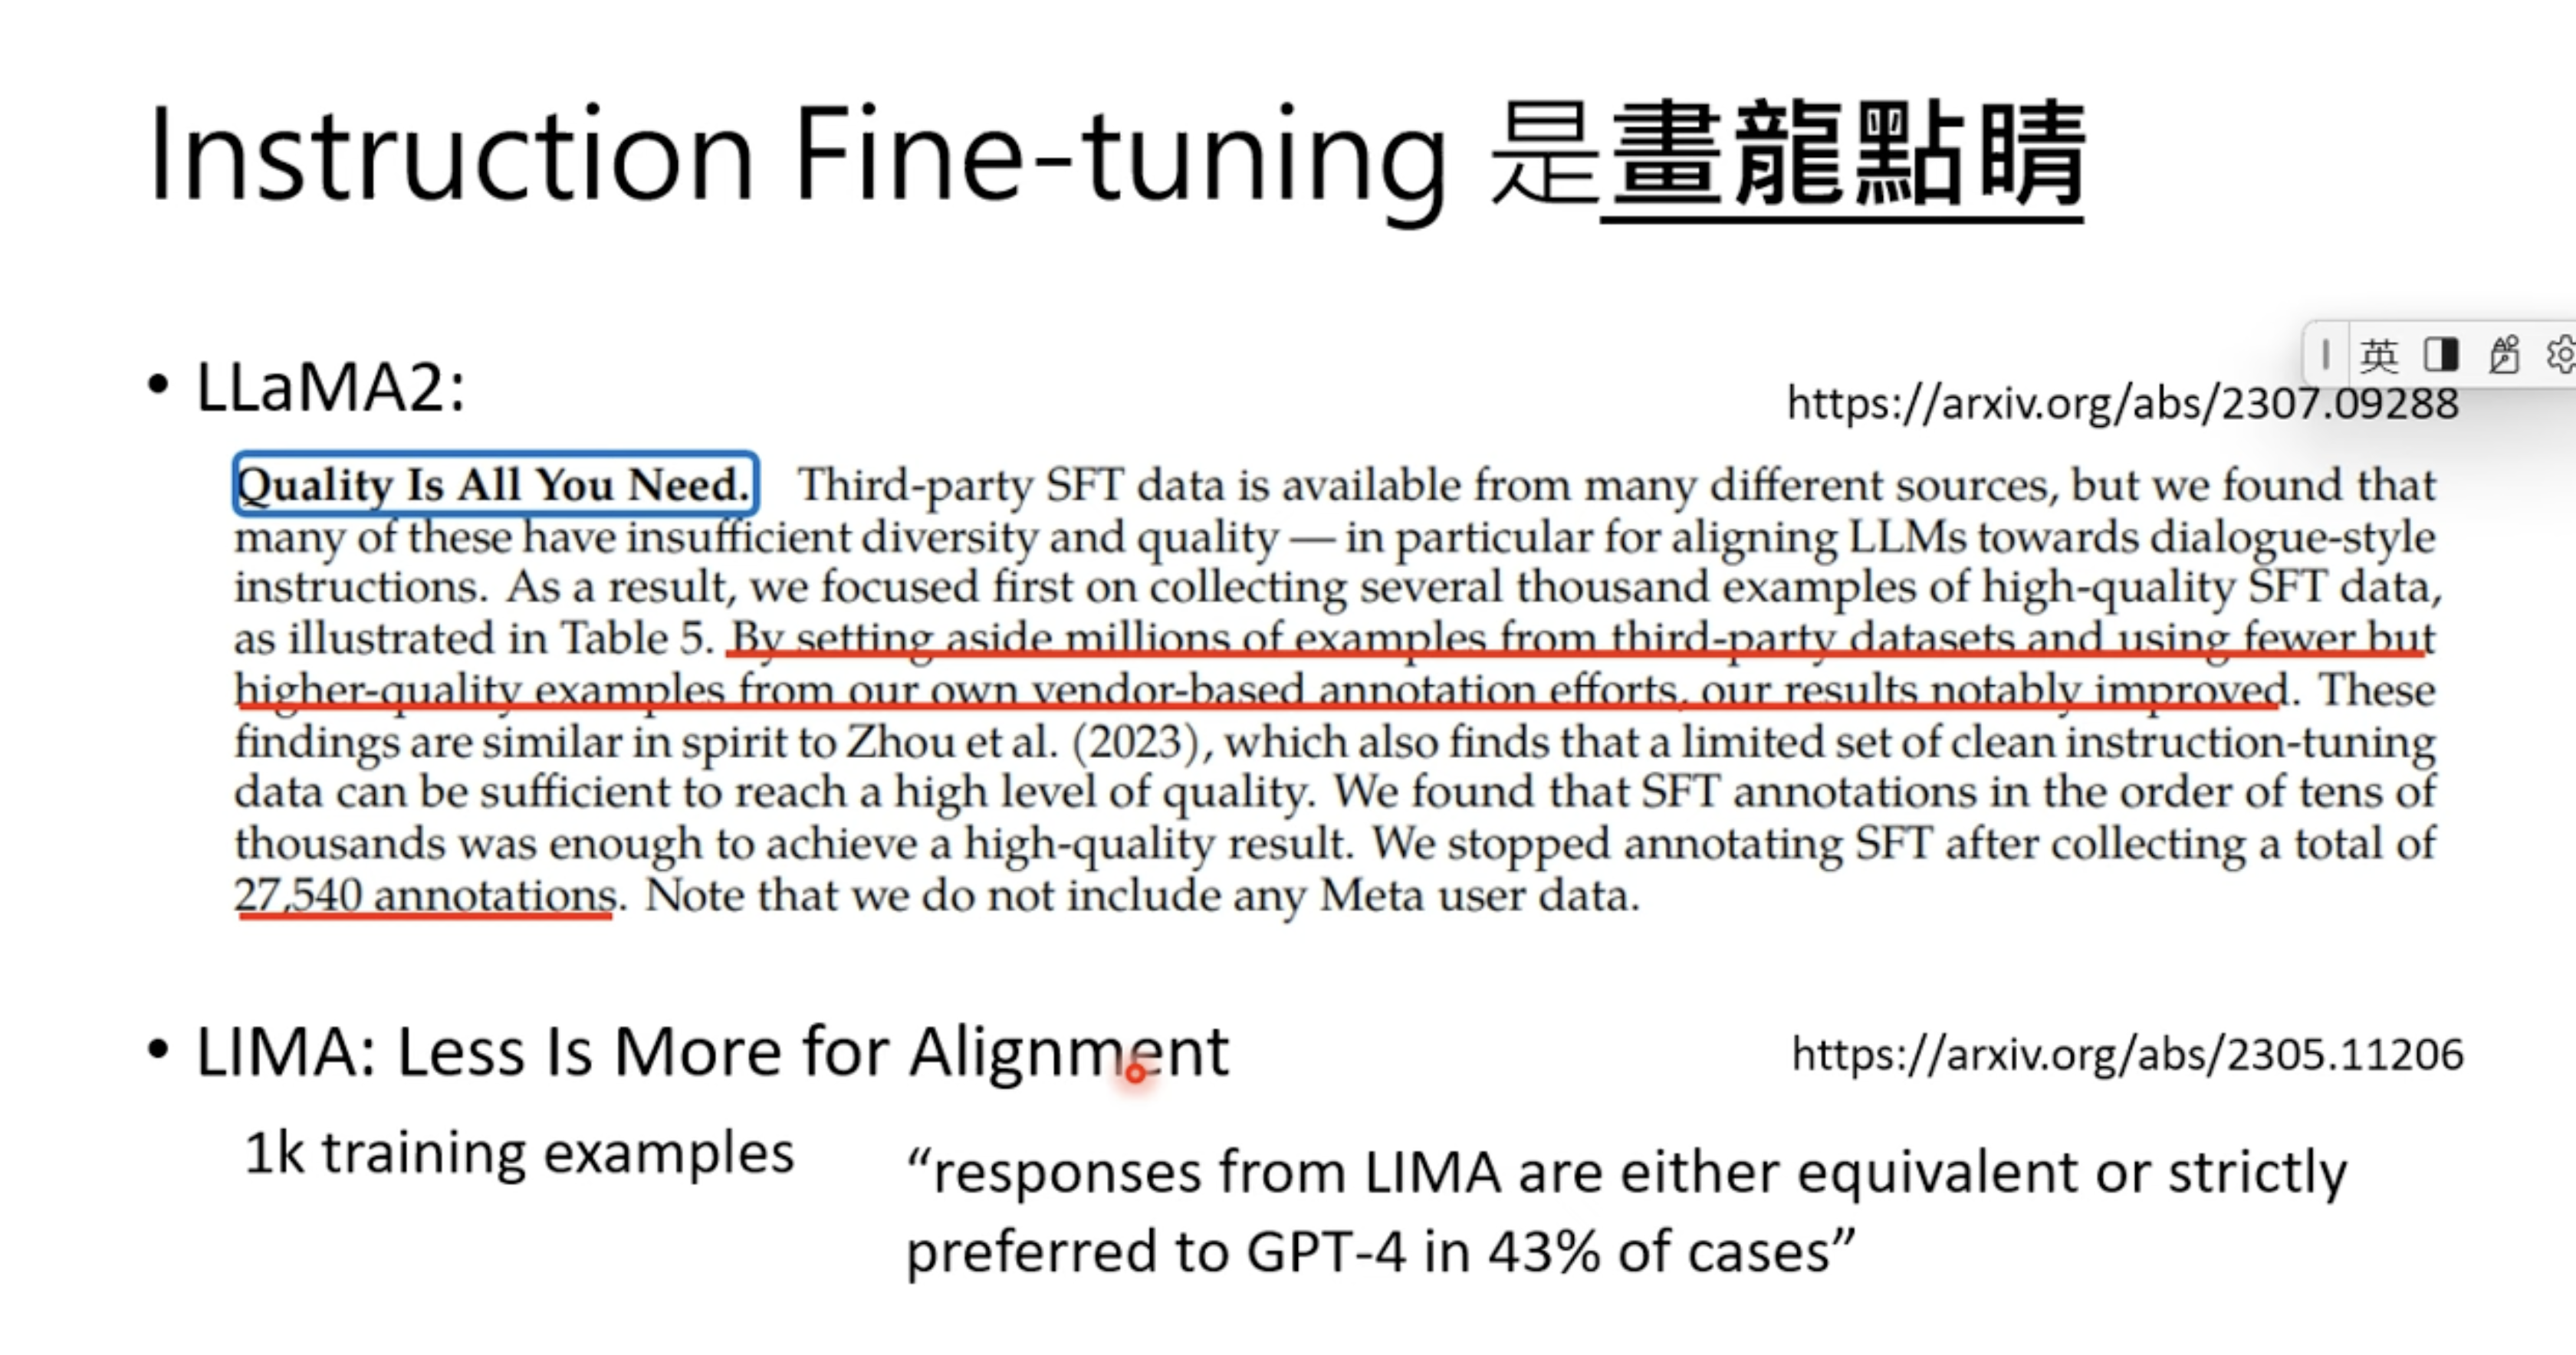 Instruction Fine-tuning 是畫龍點睛
英
• LLaMA2:
https://arxiv.org/abs/2307.09288
Quality Is All You Need. Third-party SFT data is available from many different sources, but we found that
many of these have insufficient diversity and quality — in particular for aligning LLMs towards dialogue-style
instructions. As a result, we focused first on collecting several thousand examples of high-quality SFT data,
as illustrated in Table 5. By setting aside millions of examples from third-party datasets and using fewer but
higher-quality examples from our own vendor-based annotation efforts, our results notably improved. These
findings are similar in spirit to Zhou et al. (2023), which also finds that a limited set of clean instruction-tuning
data can be sufficient to reach a high level of quality. We found that SFT annotations in the order of tens of
thousands was enough to achieve a high-quality result. We stopped annotating SFT after collecting a total of
27,540 annotations. Note that we do not include any Meta user data.
• LIMA: Less Is More for Alignment
https://arxiv.org/abs/2305.11206
1k training examples
“responses from LIMA are either equivalent or strictly
preferred to GPT-4 in 43% of cases”